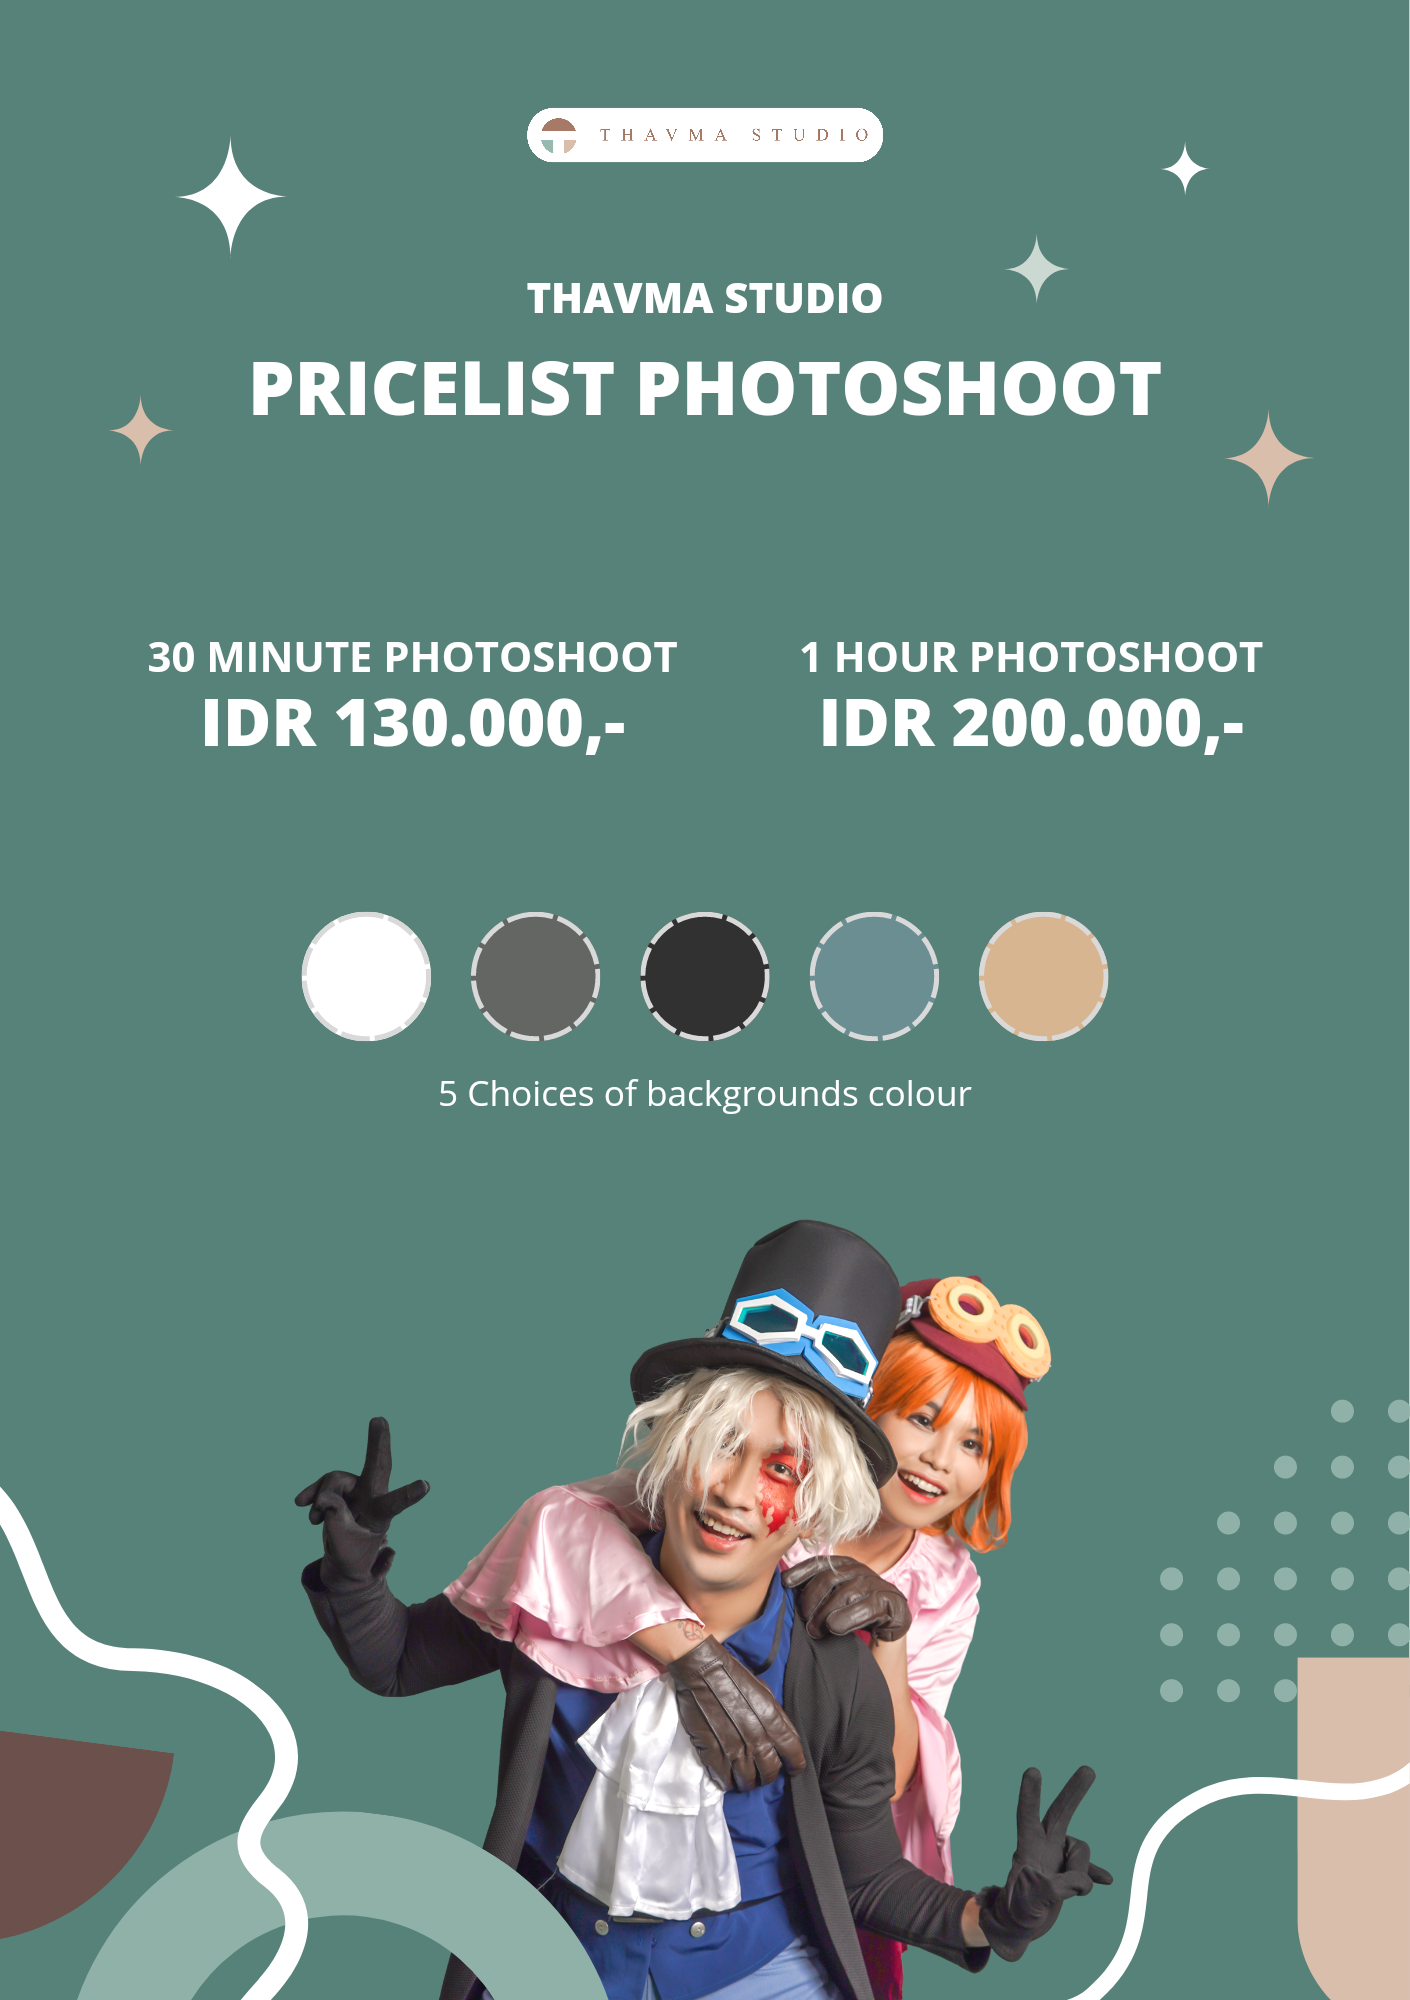 THAVMA STUDIO
THAVMA STUDIO
PRICELIST PHOTOSHOOT
30 MINUTE PHOTOSHOOT
IDR 130.000,-
1 HOUR PHOTOSHOOT
IDR 200.000,-
5 Choices of backgrounds colour